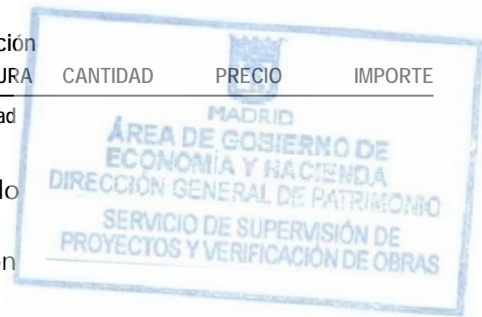 ción
URA CANTIDAD PRECIO IMPORTE
ad
MADRID
ÁREA DE GOBIERNO DE
ECONOMÍA Y HACIENDA
lo
DIRECCIÓN GENERAL DE PATRIMONIO
SERVICIO DE SUPERVISIÓN DE
PROYECTOS Y VERIFICACIÓN DE OBRAS
ón